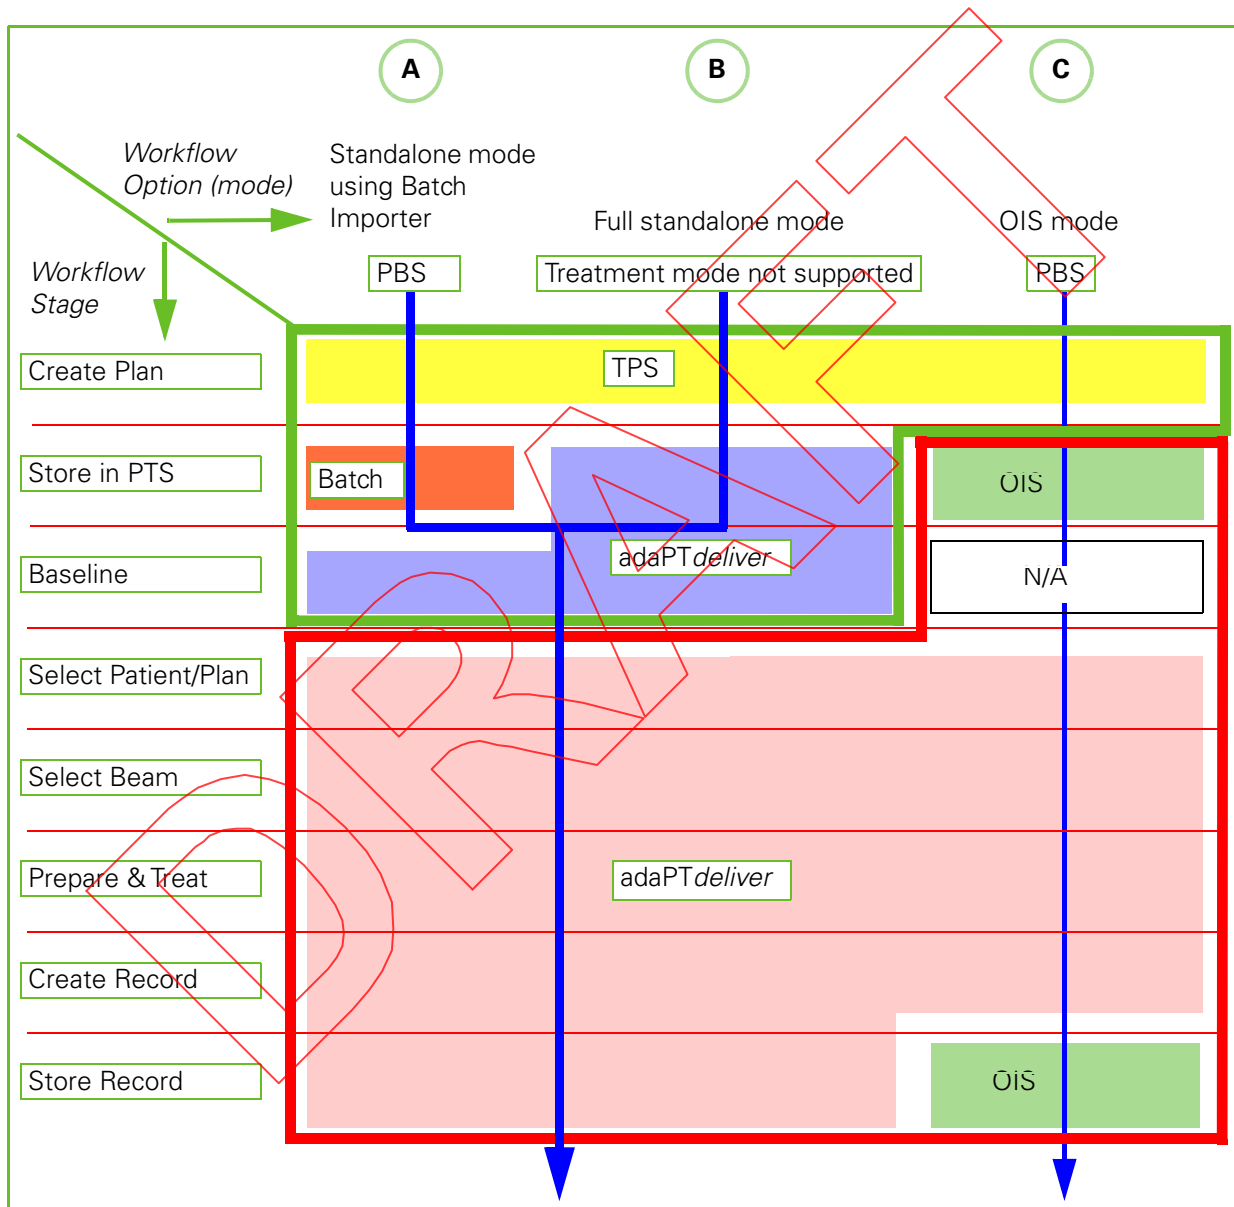 A
B
C
Workflow
Option (mode)
Standalone mode
using Batch
Importer
Full standalone mode
OIS mode
Workflow
Stage
PBS
Treatment mode not supported
PBS
Create Plan
TPS
Store in PTS
Batch
OIS
Baseline
adaPTdeliver
N/A
Select Patient/Plan
Select Beam
Prepare & Treat
adaPTdeliver
Create Record
Store Record
OIS
DRAFT